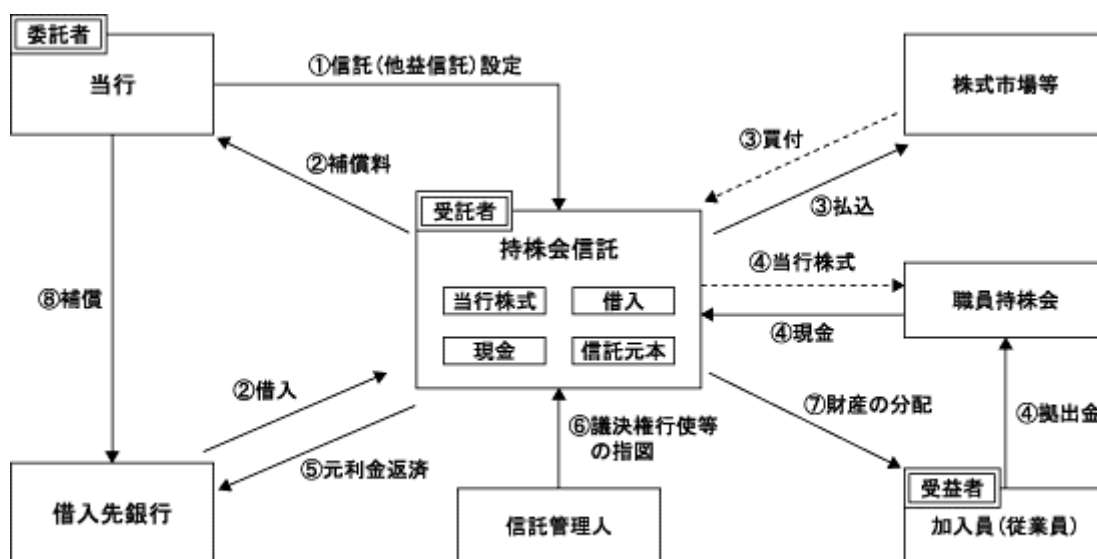 委託者
当行
①信託(他益信託)設定
株式市場等
③買付
②補償料
③払込
受託者
持株会信託
④当行株式
当行株式
借入
職員持株会
⑧補償
④現金
現金
信託元本
②借入
⑦財産の分配
④拠出金
⑥議決権行使等
の指図
⑤元利金返済
受益者
借入先銀行
信託管理人
加入員(従業員)